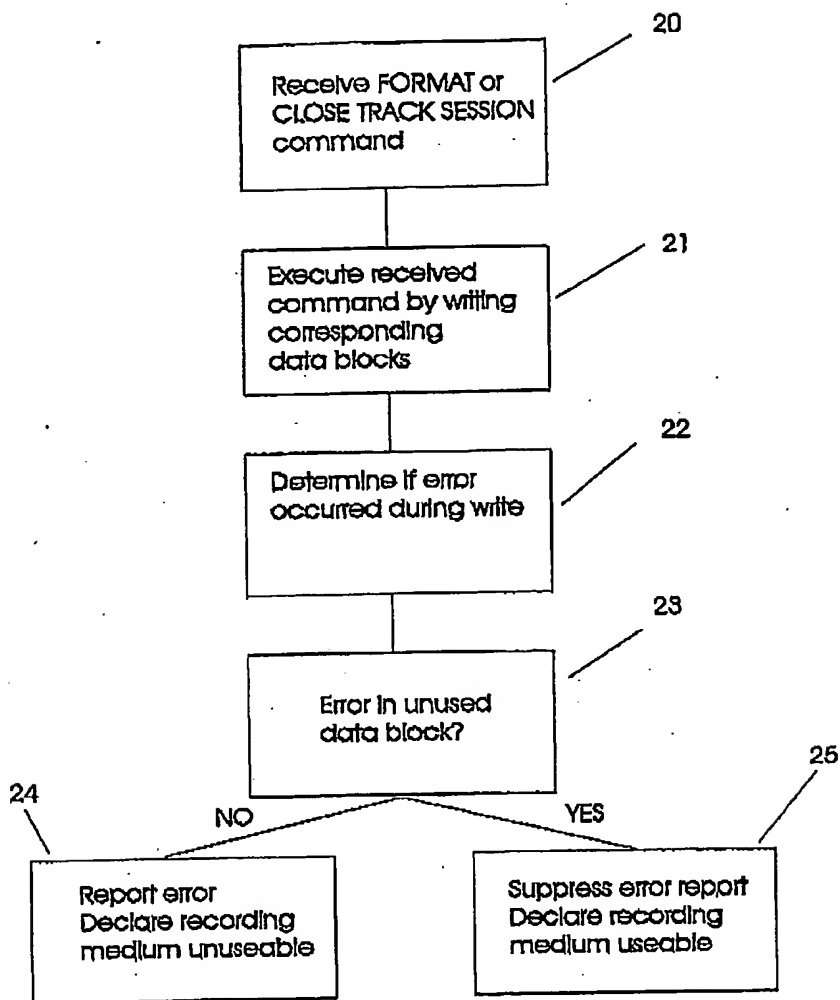 20
Receive FORMAT or
CLOSE TRACK SESSION
command
21
Execute received
command by writing
corresponding
data blocks
22
Determine if error
occurred during write
23
Error in unused
data block?
NO
YES
24
Report error
Declare recording
medium unuseable
25
Suppress error report
Declare recording
medium useable